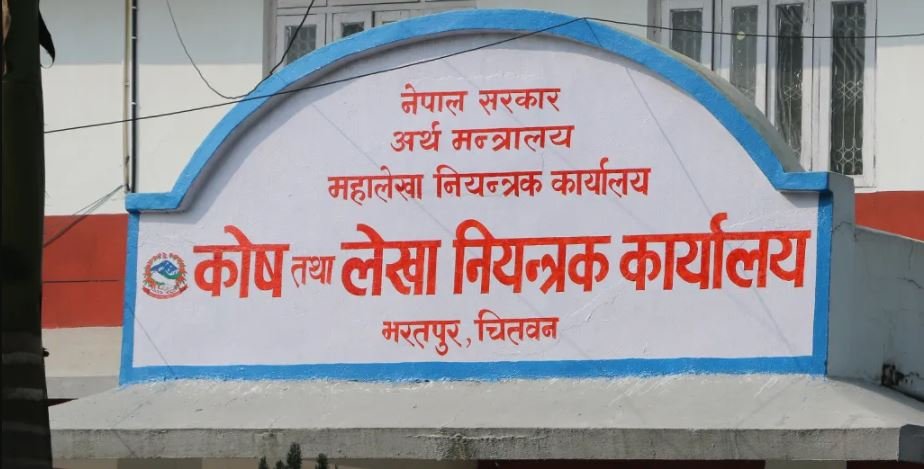 नेपाल सरकार
अर्थ मन्त्रालय
महालेखा नियन्त्रक कार्यालय
कोष तथा लेखा नियन्त्रक कार्यालय
भरतपुर, चितवन